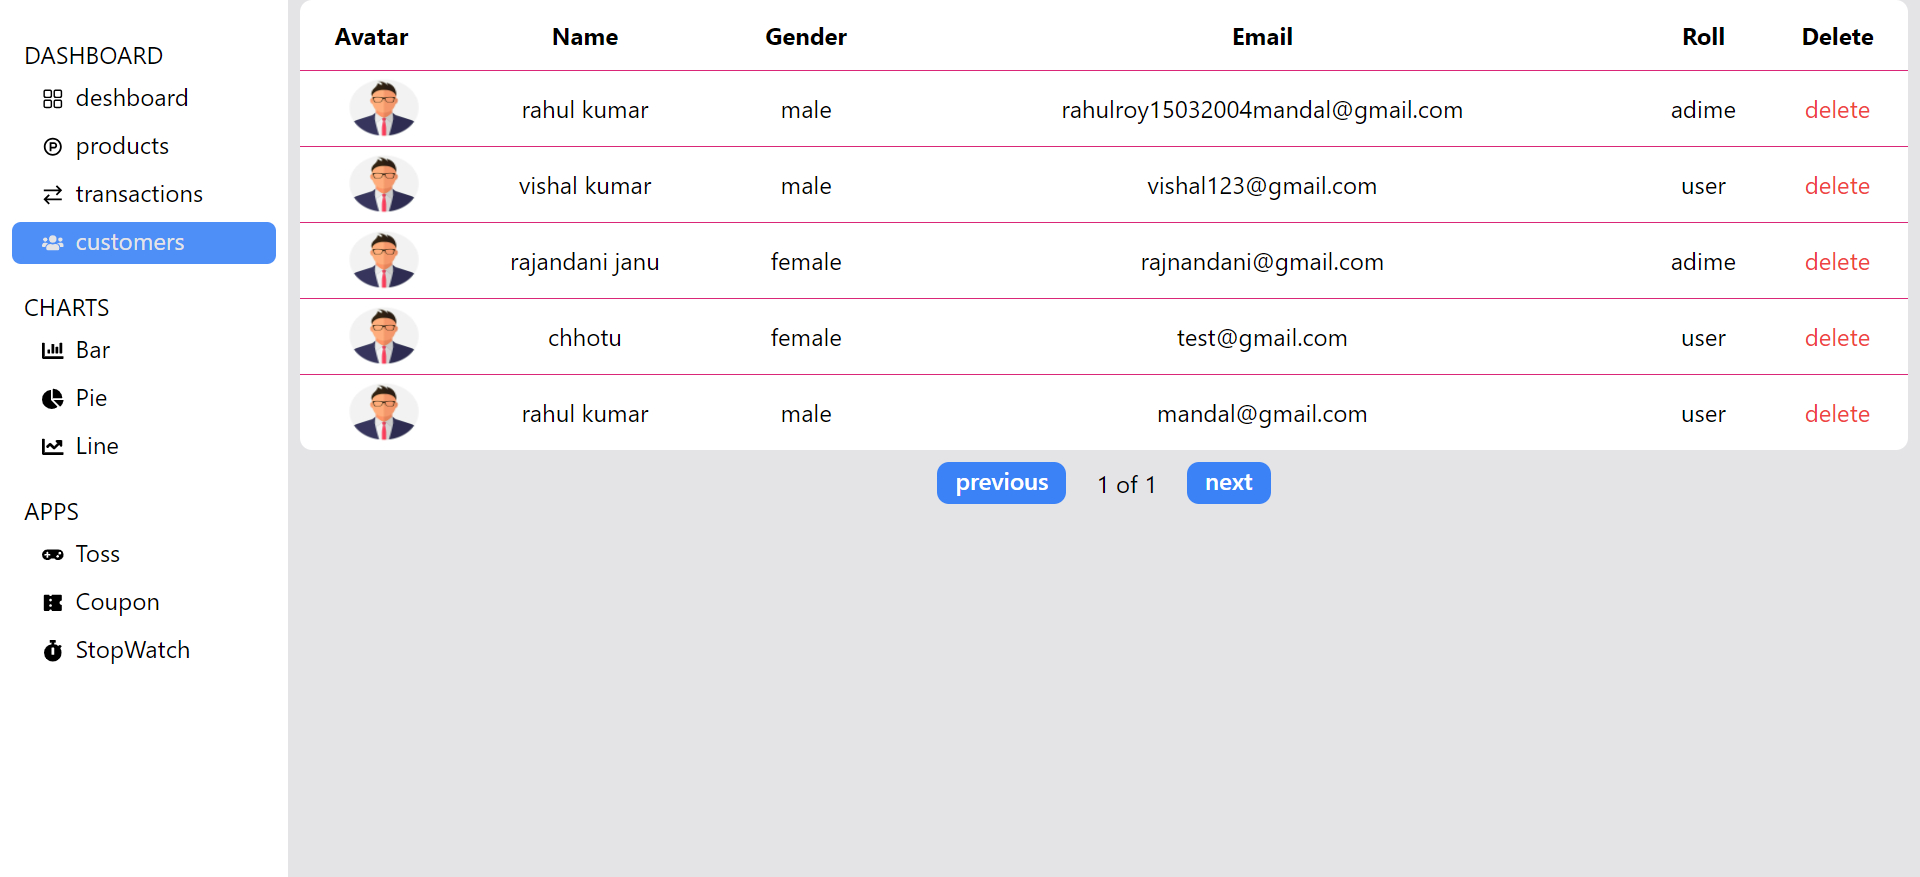 DASHBOARD
deshboard
products
transactions
customers
CHARTS
Bar
Pie
Line
APPS
Toss
Coupon
StopWatch
Avatar Name Gender Email Roll Delete
rahul kumar male rahulroy15032004mandal@gmail.com adime delete
vishal kumar male vishal123@gmail.com user delete
rajandani janu female rajnandani@gmail.com adime delete
chhotu female test@gmail.com user delete
rahul kumar male mandal@gmail.com user delete
previous 1 of 1 next